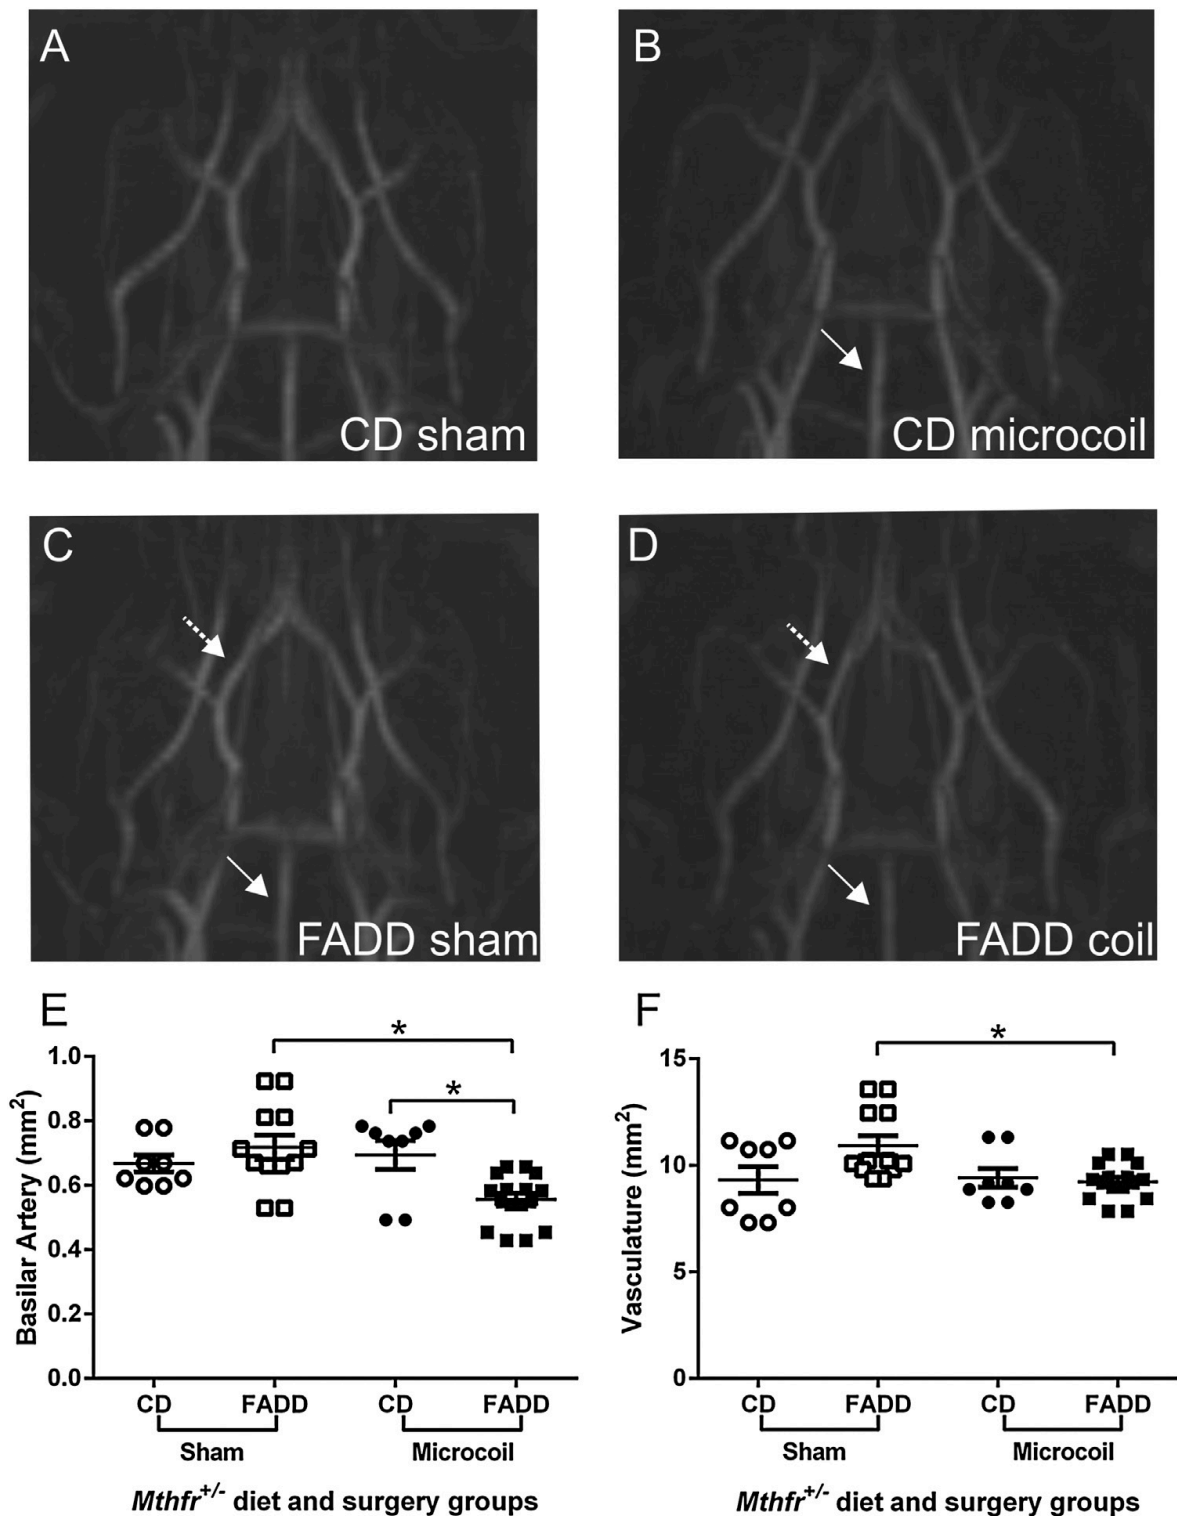 A
B
CD sham
CD microcoil
C
D
FADD sham
FADD coil
E
*
*
1.0
0.8
0.6
0.4
0.2
0.0
Basilar Artery (mm²)
CD
FADD
CD
FADD
Sham
Microcoil
Mthfr⁺/⁻ diet and surgery groups
F
*
15
10
5
0
Vasculature (mm²)
CD
FADD
CD
FADD
Sham
Microcoil
Mthfr⁺/⁻ diet and surgery groups